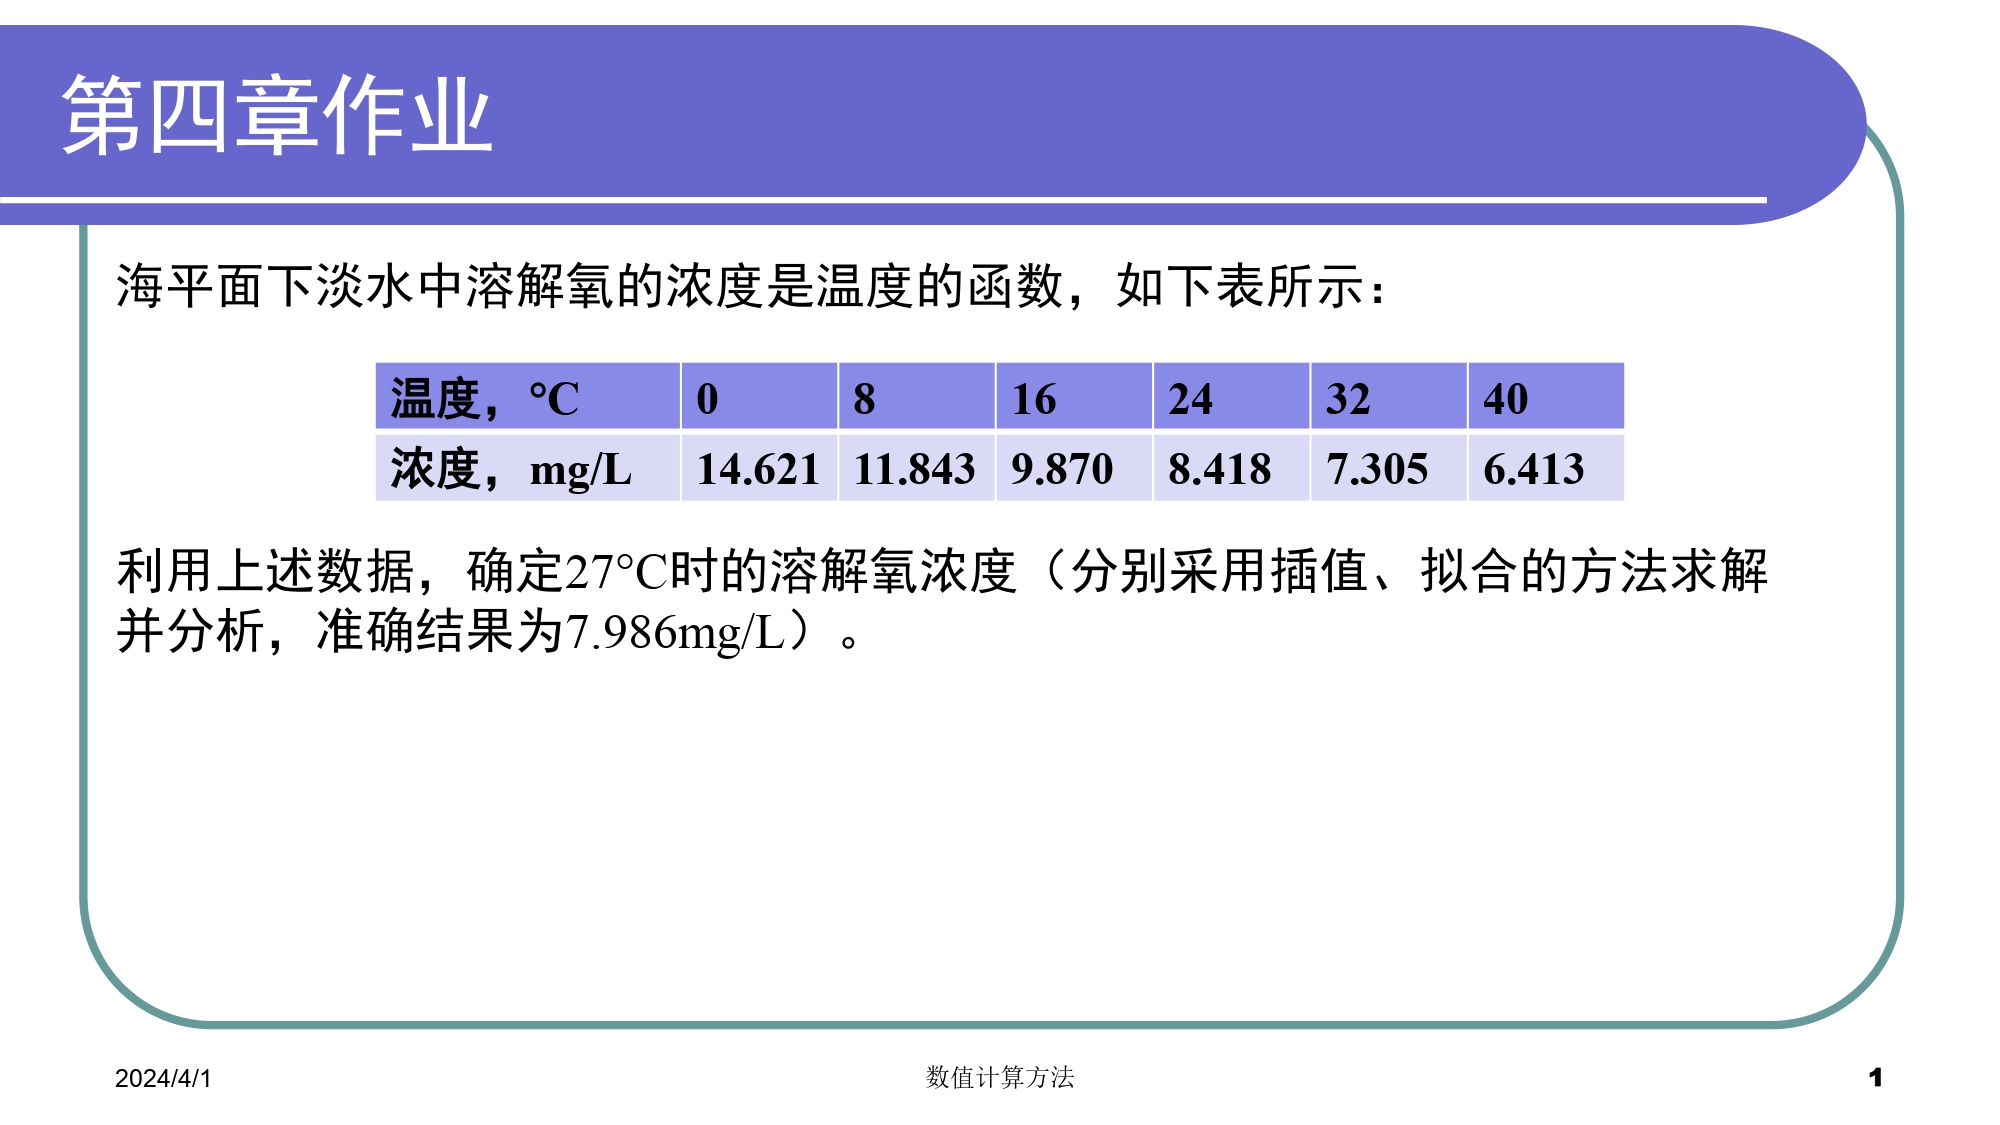 第四章作业
海平面下淡水中溶解氧的浓度是温度的函数，如下表所示：
温度，°C 0 8 16 24 32 40
浓度，mg/L 14.621 11.843 9.870 8.418 7.305 6.413
利用上述数据，确定27°C时的溶解氧浓度（分别采用插值、拟合的方法求解
并分析，准确结果为7.986mg/L）。
2024/4/1 数值计算方法 1